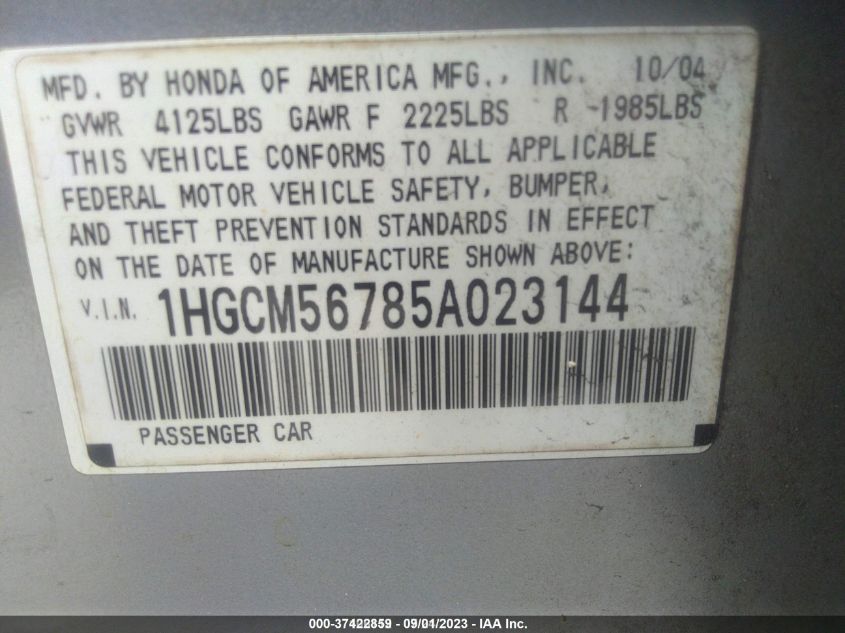 MFD. BY HONDA OF AMERICA MFG., INC. 10/04
GVWR 4125LBS GAWR F 2225LBS R 1985LBS
THIS VEHICLE CONFORMS TO ALL APPLICABLE
FEDERAL MOTOR VEHICLE SAFETY, BUMPER,
AND THEFT PREVENTION STANDARDS IN EFFECT
ON THE DATE OF MANUFACTURE SHOWN ABOVE:
V.I.N. 1HGCM56785A023144
PASSENGER CAR
000-37422859 - 09/01/2023 - IAA Inc.